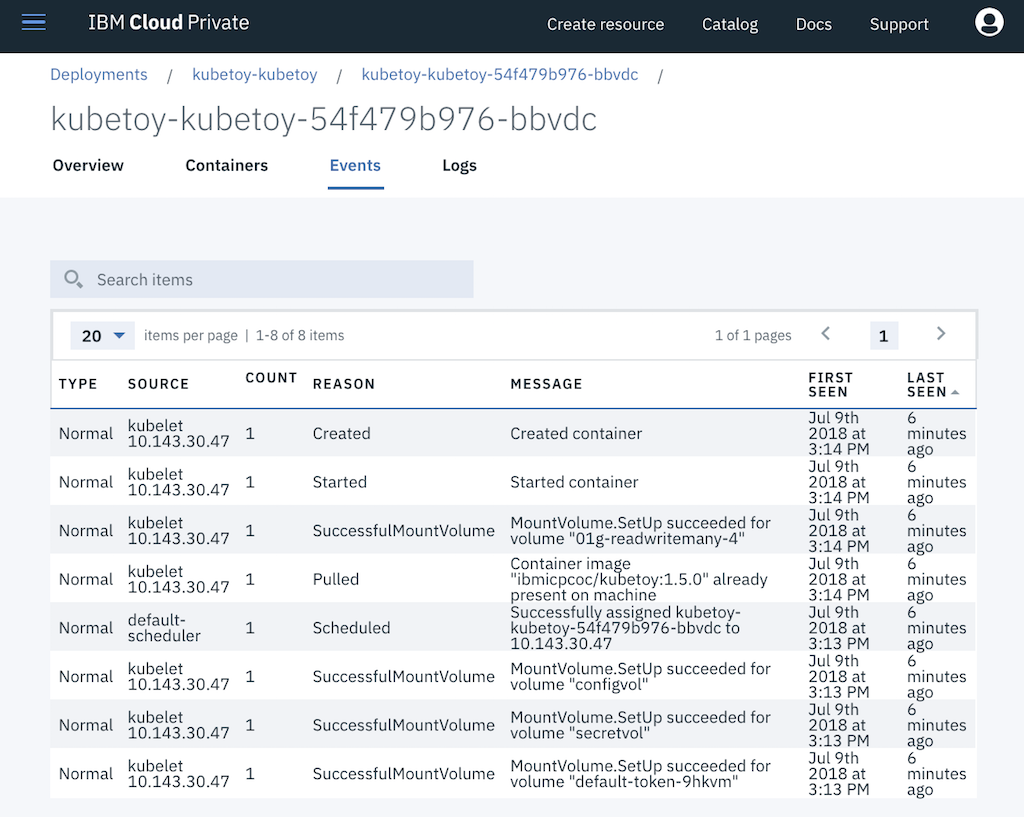 IBM Cloud Private
Create resource
Catalog
Docs
Support
Deployments / kubetoy-kubetoy / kubetoy-kubetoy-54f479b976-bbvdc /
kubetoy-kubetoy-54f479b976-bbvdc
Overview
Containers
Events
Logs
Search items
20 items per page | 1-8 of 8 items
1 of 1 pages
1
TYPE
SOURCE
COUNT
REASON
MESSAGE
FIRST
SEEN
LAST
SEEN
Normal
kubelet
10.143.30.47
1
Created
Created container
Jul 9th
2018 at
3:14 PM
6
minutes
ago
Normal
kubelet
10.143.30.47
1
Started
Started container
Jul 9th
2018 at
3:14 PM
6
minutes
ago
Normal
kubelet
10.143.30.47
1
SuccessfulMountVolume
MountVolume.SetUp succeeded for
volume "01g-readwritemany-4"
Jul 9th
2018 at
3:14 PM
6
minutes
ago
Normal
kubelet
10.143.30.47
1
Pulled
Container image
"ibmicpcoc/kubetoy:1.5.0" already
present on machine
Jul 9th
2018 at
3:14 PM
6
minutes
ago
Normal
default-
scheduler
1
Scheduled
Successfully assigned kubetoy-
kubetoy-54f479b976-bbvdc to
10.143.30.47
Jul 9th
2018 at
3:13 PM
6
minutes
ago
Normal
kubelet
10.143.30.47
1
SuccessfulMountVolume
MountVolume.SetUp succeeded for
volume "configvol"
Jul 9th
2018 at
3:13 PM
6
minutes
ago
Normal
kubelet
10.143.30.47
1
SuccessfulMountVolume
MountVolume.SetUp succeeded for
volume "secretvol"
Jul 9th
2018 at
3:13 PM
6
minutes
ago
Normal
kubelet
10.143.30.47
1
SuccessfulMountVolume
MountVolume.SetUp succeeded for
volume "default-token-9hkvm"
Jul 9th
2018 at
3:13 PM
6
minutes
ago